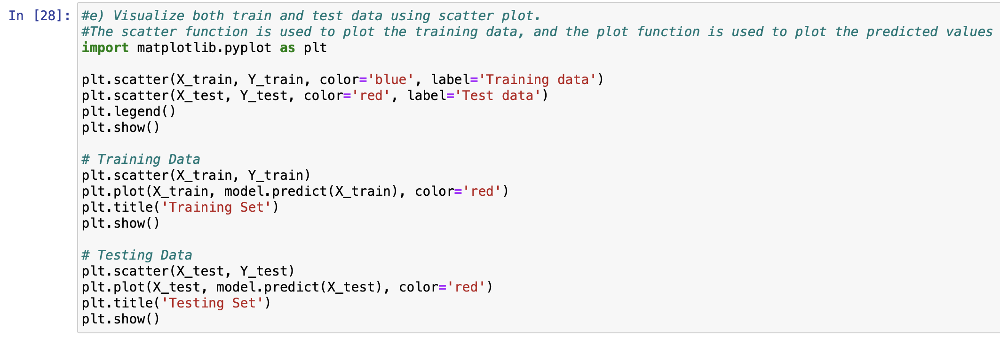 In [28]: #e) Visualize both train and test data using scatter plot.
#The scatter function is used to plot the training data, and the plot function is used to plot the predicted values
import matplotlib.pyplot as plt

plt.scatter(X_train, Y_train, color='blue', label='Training data')
plt.scatter(X_test, Y_test, color='red', label='Test data')
plt.legend()
plt.show()

# Training Data
plt.scatter(X_train, Y_train)
plt.plot(X_train, model.predict(X_train), color='red')
plt.title('Training Set')
plt.show()

# Testing Data
plt.scatter(X_test, Y_test)
plt.plot(X_test, model.predict(X_test), color='red')
plt.title('Testing Set')
plt.show()